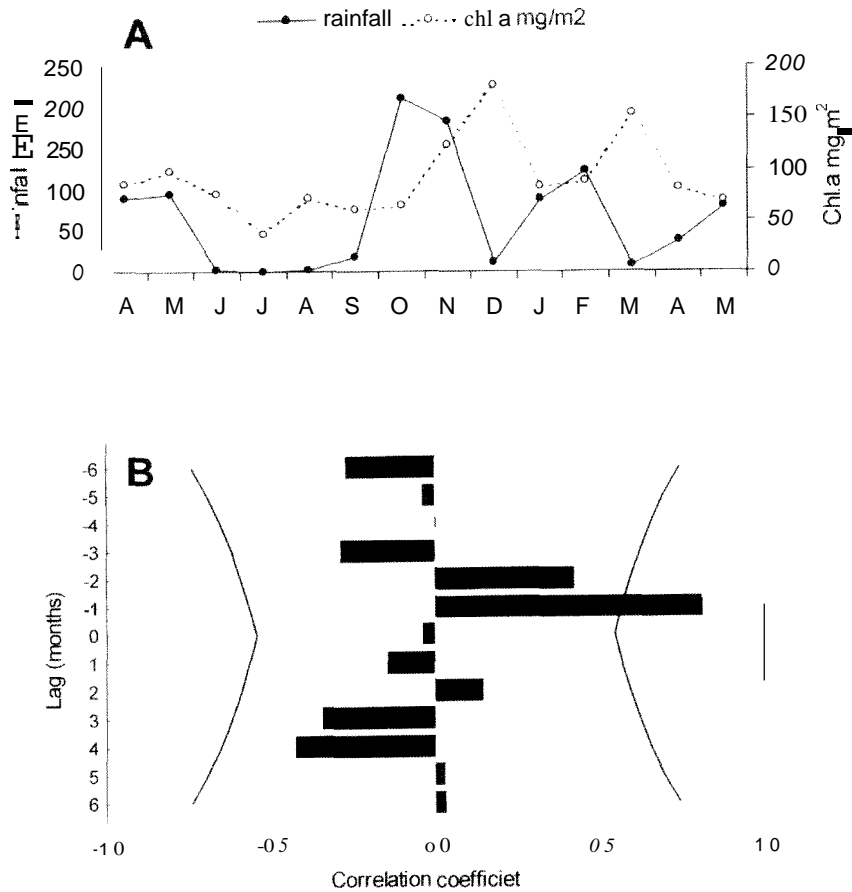 A
rainfall chl a mg/m2
250 200
200 150
250 100
100 50
50 0
0
Chl.a mg m2
A M J J A S O N D J F M A M
B
-6
-5
-4
-3
-2
-1
0
1
2
3
4
5
6
Lag (months)
-1 0 -0 5 o 0 0 5 1 0
Correlation coefficiet